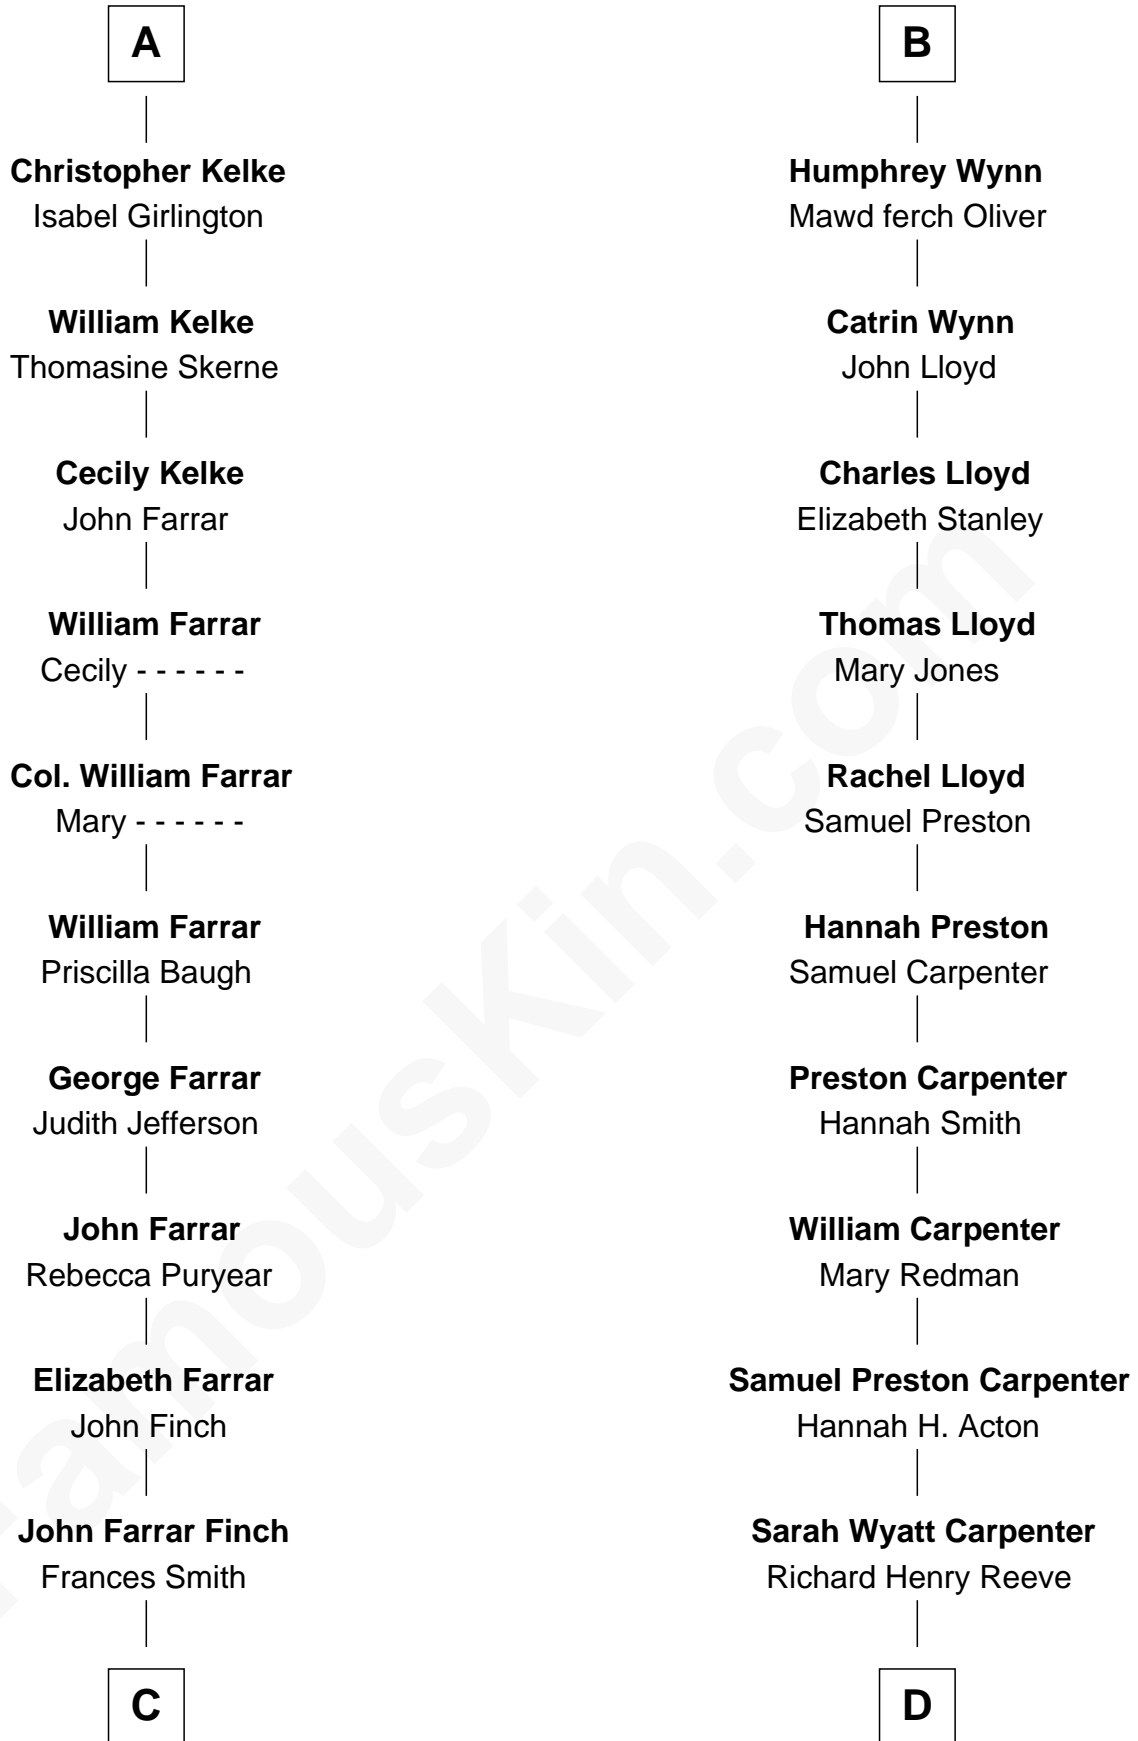 A
Christopher Kelke
Isabel Girlington
William Kelke
Thomasine Skerne
Cecily Kelke
John Farrar
William Farrar
Cecily - - - - - -
Col. William Farrar
Mary - - - - - -
William Farrar
Priscilla Baugh
George Farrar
Judith Jefferson
John Farrar
Rebecca Puryear
Elizabeth Farrar
John Finch
John Farrar Finch
Frances Smith
C
B
Humphrey Wynn
Mawd ferch Oliver
Catrin Wynn
John Lloyd
Charles Lloyd
Elizabeth Stanley
Thomas Lloyd
Mary Jones
Rachel Lloyd
Samuel Preston
Hannah Preston
Samuel Carpenter
Preston Carpenter
Hannah Smith
William Carpenter
Mary Redman
Samuel Preston Carpenter
Hannah H. Acton
Sarah Wyatt Carpenter
Richard Henry Reeve
D
FamousKin.com